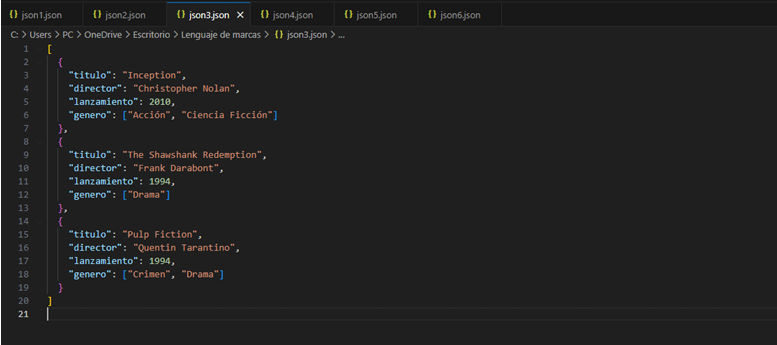 json1.json json2.json json3.json × json4.json json5.json json6.json
C: > Users > PC > OneDrive > Escritorio > Lenguaje de marcas > {} json3.json > ...
1 [
2 {
3 "titulo": "Inception",
4 "director": "Christopher Nolan",
5 "lanzamiento": 2010,
6 "genero": ["Acción", "Ciencia Ficción"]
7 },
8 {
9 "titulo": "The Shawshank Redemption",
10 "director": "Frank Darabont",
11 "lanzamiento": 1994,
12 "genero": ["Drama"]
13 },
14 {
15 "titulo": "Pulp Fiction",
16 "director": "Quentin Tarantino",
17 "lanzamiento": 1994,
18 "genero": ["Crimen", "Drama"]
19 }
20 ]
21